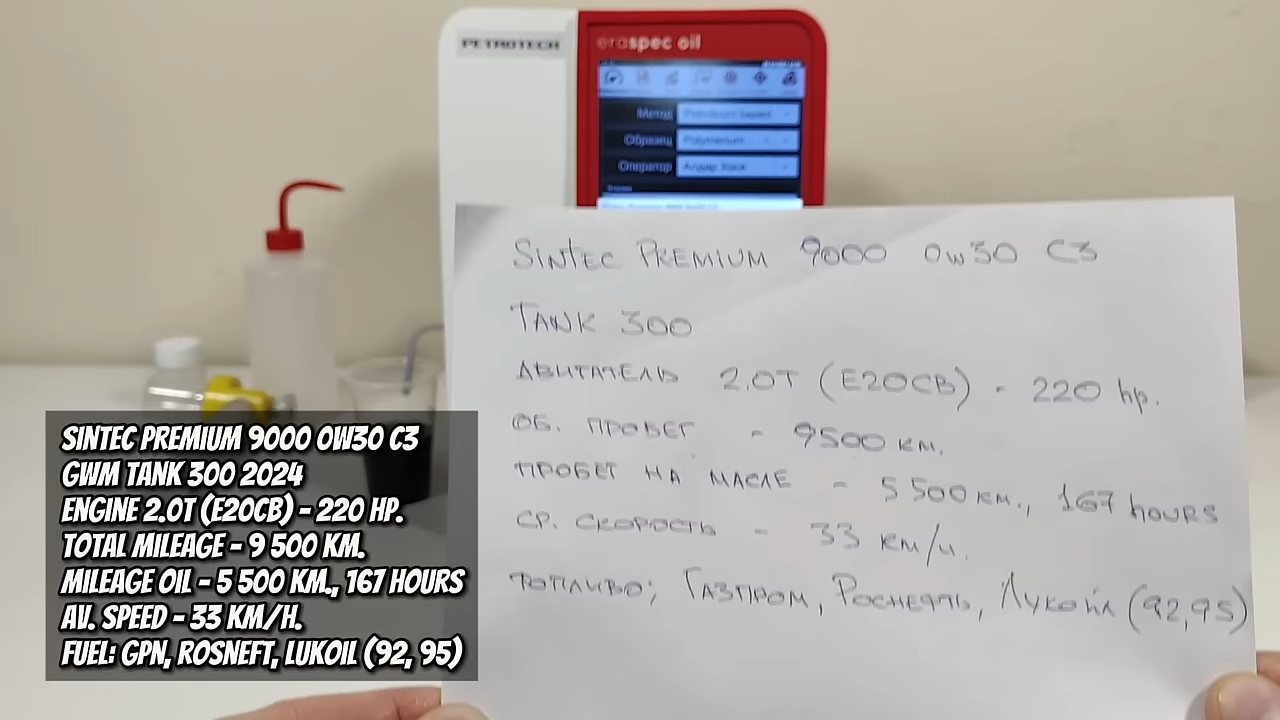 PETROTECH
eraspec oil
Метод
Petroleum based
Образец
Оператор
SINTEC PREMIUM 9000 0W30 C3
TANK 300
ДВИГАТЕЛЬ 2.0T (E20CB) - 220 hp.
ОБ. ПРОБЕГ - 9500 КМ.
ПРОБЕГ НА МАСЛЕ - 5 500 КМ., 167 HOURS
СР. СКОРОСТЬ - 33 КМ/Ч.
ТОПЛИВО; ГАЗПРОМ, РОСНЕФТЬ, ЛУКОЙЛ (92,95)
SINTEC PREMIUM 9000 0W30 C3
GWM TANK 300 2024
ENGINE 2.0T (E20CB) - 220 HP.
TOTAL MILEAGE - 9 500 KM.
MILEAGE OIL - 5 500 KM., 167 HOURS
AV. SPEED - 33 KM/H.
FUEL: GPN, ROSNEFT, LUKOIL (92, 95)